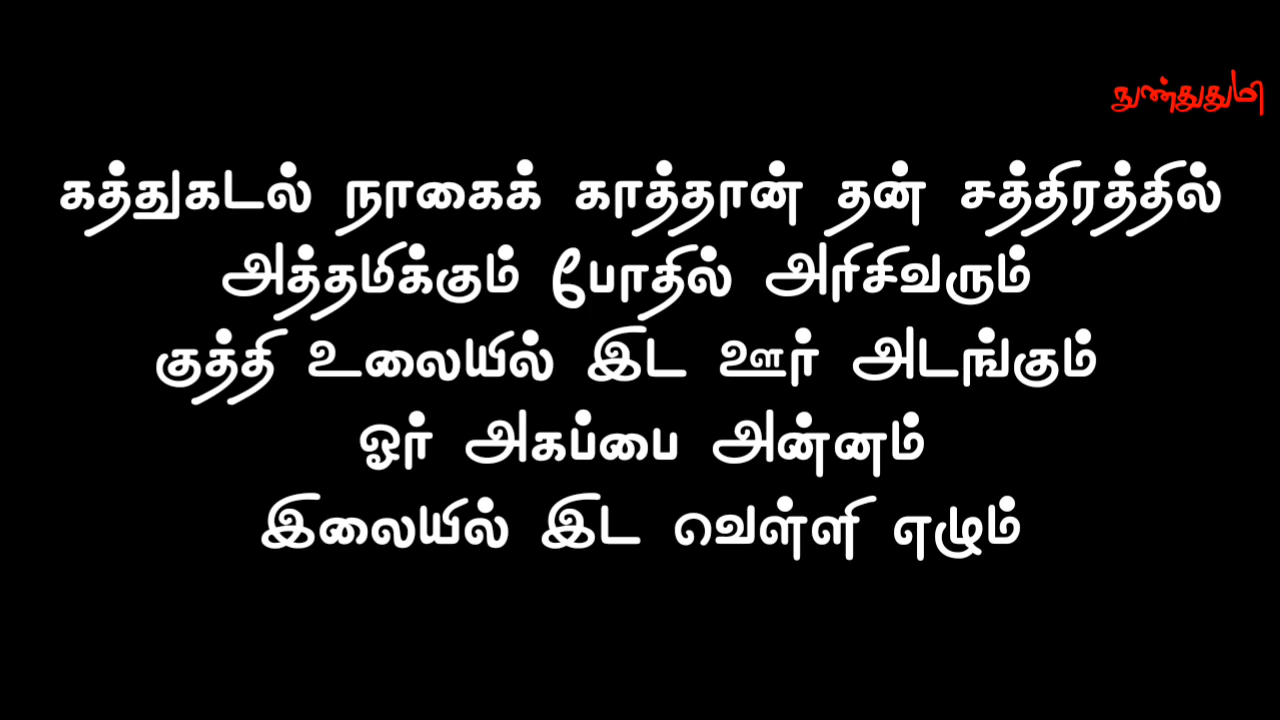 நுண்துதுமி
கத்துகடல் நாகைக் காத்தான் தன் சத்திரத்தில்
அத்தமிக்கும் போதில் அரிசிவரும்
குத்தி உலையில் இட ஊர் அடங்கும்
ஓர் அகப்பை அன்னம்
இலையில் இட வெள்ளி எழும்